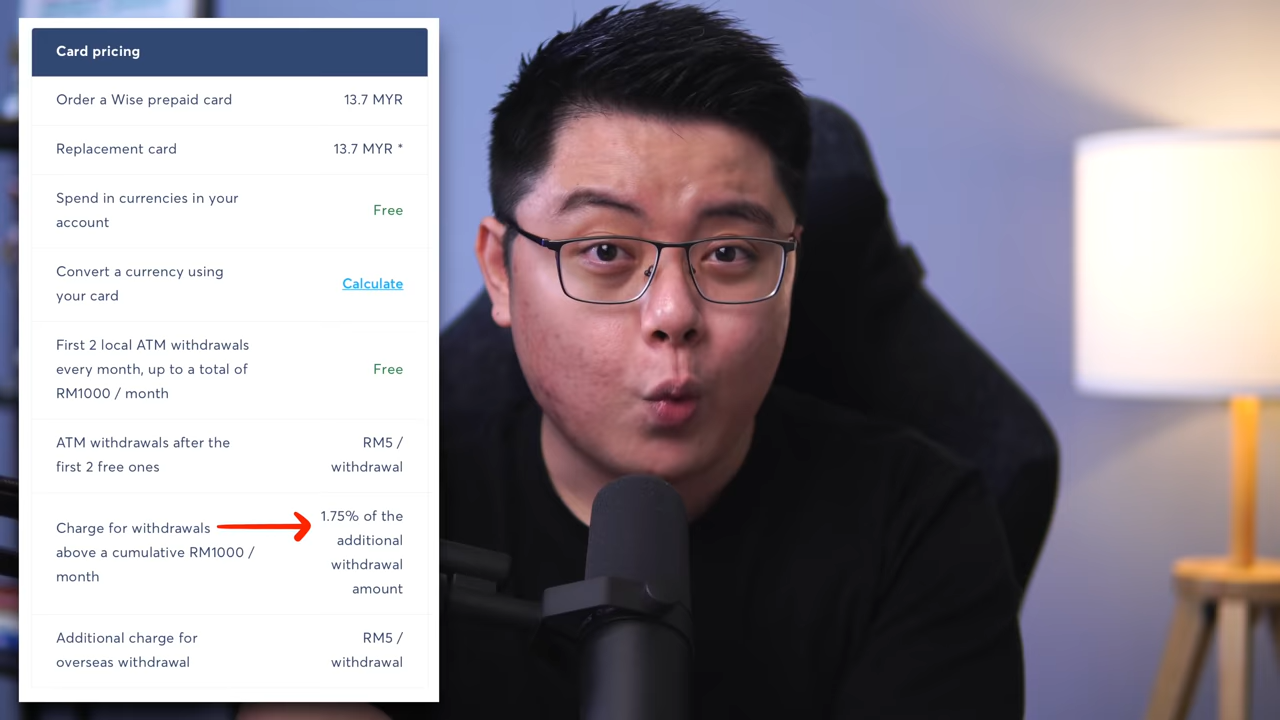 Card pricing
Order a Wise prepaid card 13.7 MYR
Replacement card 13.7 MYR *
Spend in currencies in your
account
Free
Convert a currency using
your card
Calculate
First 2 local ATM withdrawals
every month, up to a total of
RM1000 / month
Free
ATM withdrawals after the
first 2 free ones
RM5 /
withdrawal
Charge for withdrawals
above a cumulative RM1000 /
month
1.75% of the
additional
withdrawal
amount
Additional charge for
overseas withdrawal
RM5 /
withdrawal